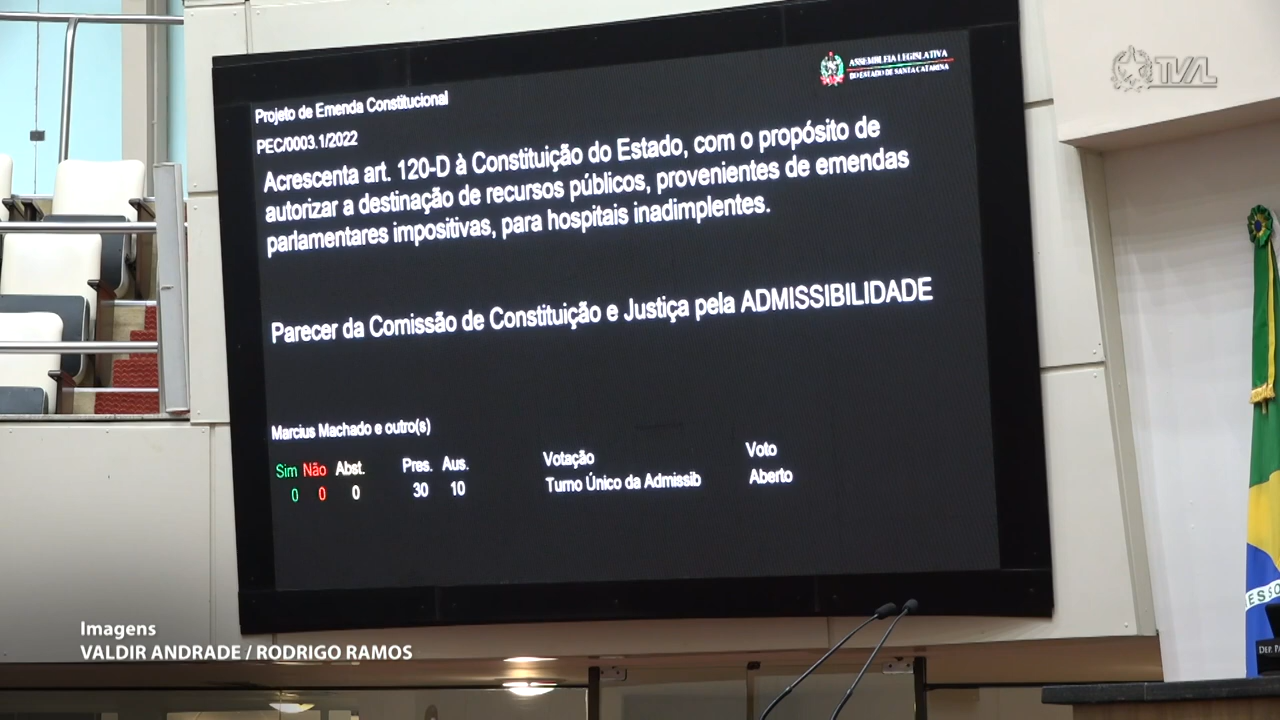 ASSEMBLEIA LEGISLATIVA
DO ESTADO DE SANTA CATARINA
TVAL
Projeto de Emenda Constitucional
PEC/0003.1/2022
Acrescenta art. 120-D à Constituição do Estado, com o propósito de
autorizar a destinação de recursos públicos, provenientes de emendas
parlamentares impositivas, para hospitais inadimplentes.
Parecer da Comissão de Constituição e Justiça pela ADMISSIBILIDADE
Marcius Machado e outro(s)
Sim Não Abst. Pres. Aus. Votação Voto
0 0 0 30 10 Turno Único da Admissib Aberto
ESSO
DEP. PA
Imagens
VALDIR ANDRADE / RODRIGO RAMOS